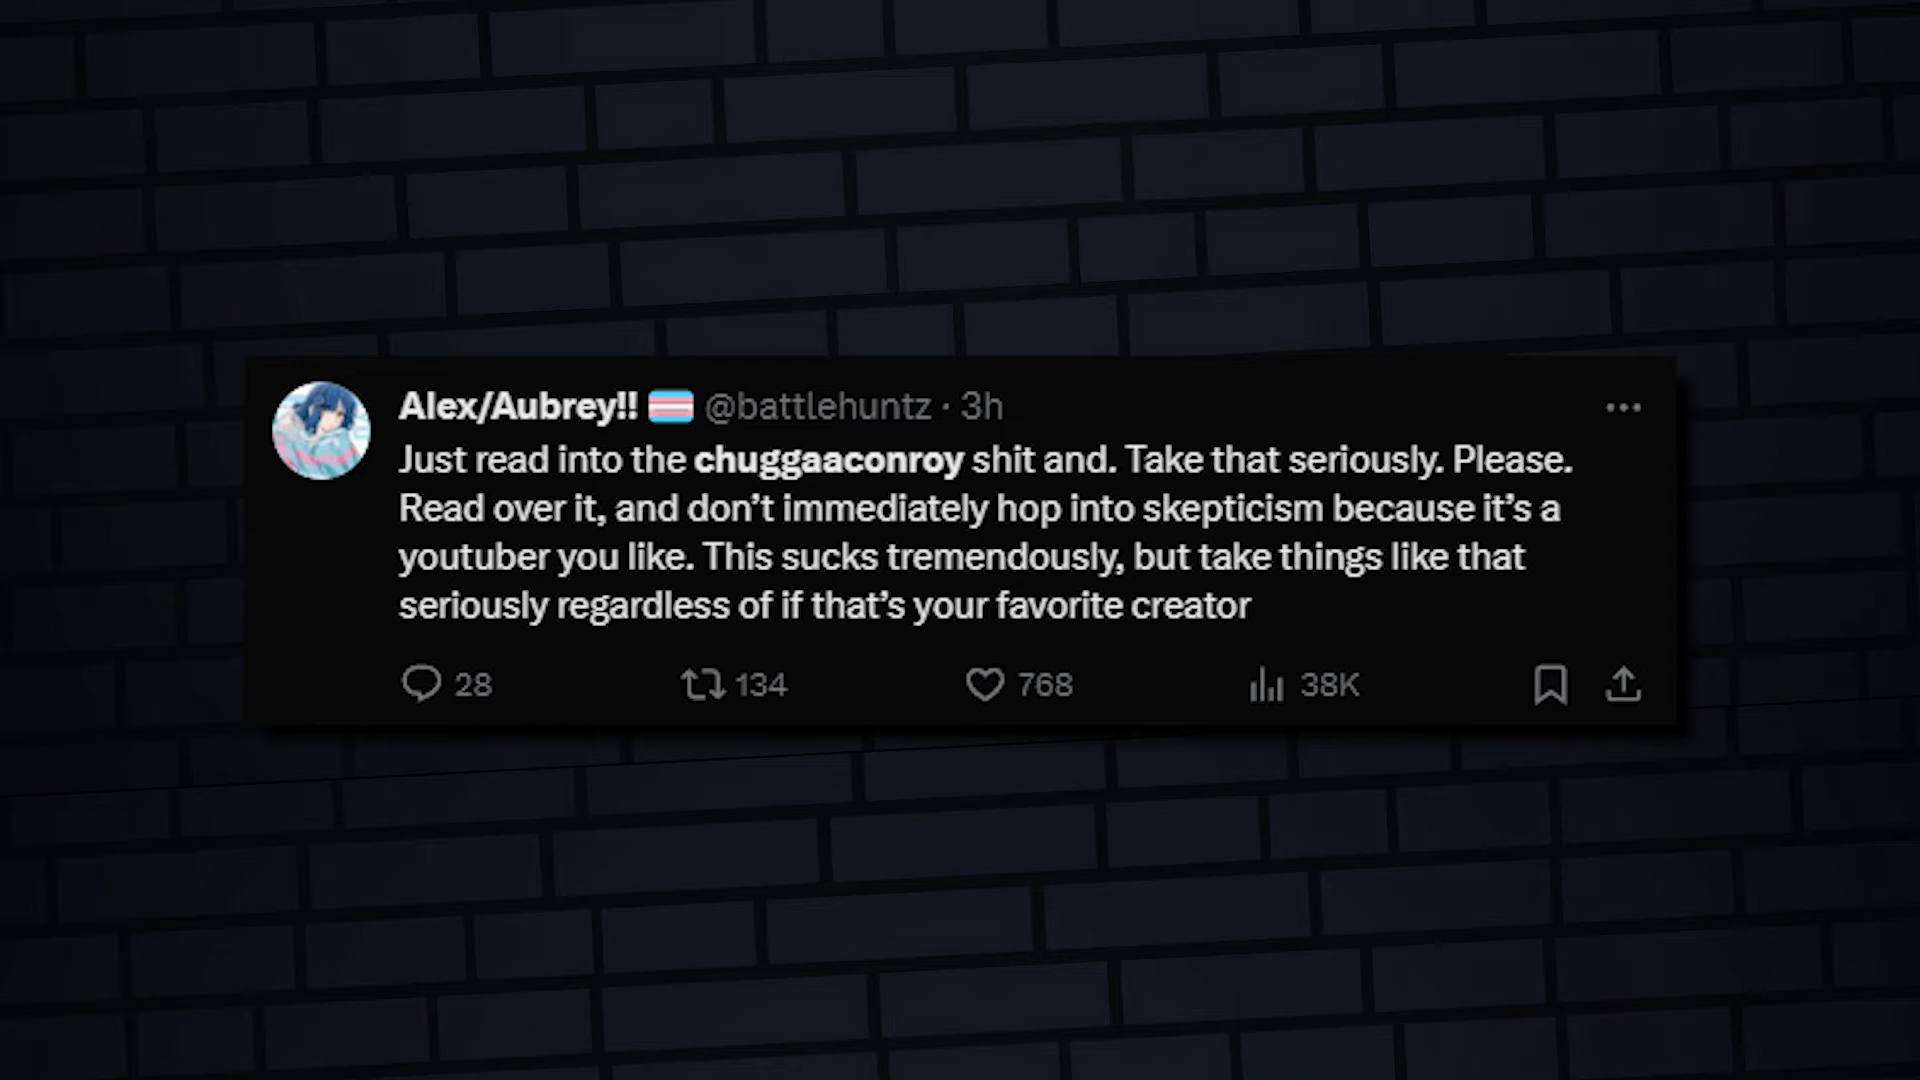 Alex/Aubrey!! @battlehuntz · 3h
Just read into the chuggaaconroy shit and. Take that seriously. Please.
Read over it, and don’t immediately hop into skepticism because it’s a
youtuber you like. This sucks tremendously, but take things like that
seriously regardless of if that’s your favorite creator
28 134 768 38K